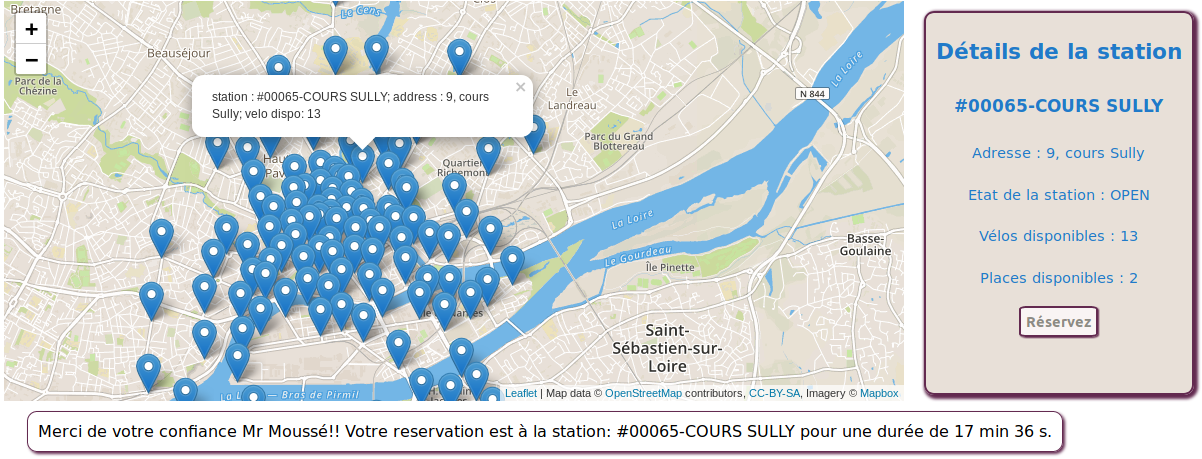 Bretagne
Le Cens
+
−
Beauséjour
Parc de la
Chézine
station : #00065-COURS SULLY; address : 9, cours
Sully; velo dispo: 13
×
Le
Landreau
N 844
La Loire
Parc du Grand
Blottereau
Quartier
Richemont
La Loire
Le Gourdeau
Île Pinette
Basse-
Goulaine
Saint-
Sébastien-sur-
Loire
Bras de Pirmil
Leaflet | Map data © OpenStreetMap contributors, CC-BY-SA, Imagery © Mapbox
Détails de la station
#00065-COURS SULLY
Adresse : 9, cours Sully
Etat de la station : OPEN
Vélos disponibles : 13
Places disponibles : 2
Réservez
Merci de votre confiance Mr Moussé!! Votre reservation est à la station: #00065-COURS SULLY pour une durée de 17 min 36 s.